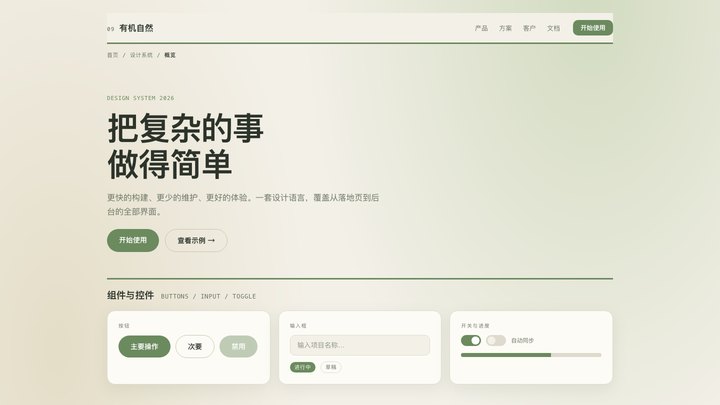 09 有机自然
产品 方案 客户 文档 开始使用
首页 / 设计系统 / 概览
DESIGN SYSTEM 2026
把复杂的事
做得简单
更快的构建、更少的维护、更好的体验。一套设计语言，覆盖从落地页到后
台的全部界面。
开始使用 查看示例 →
组件与控件 BUTTONS / INPUT / TOGGLE
按钮
主要操作 次要 禁用
输入框
输入项目名称...
进行中 草稿
开关与进度
自动同步